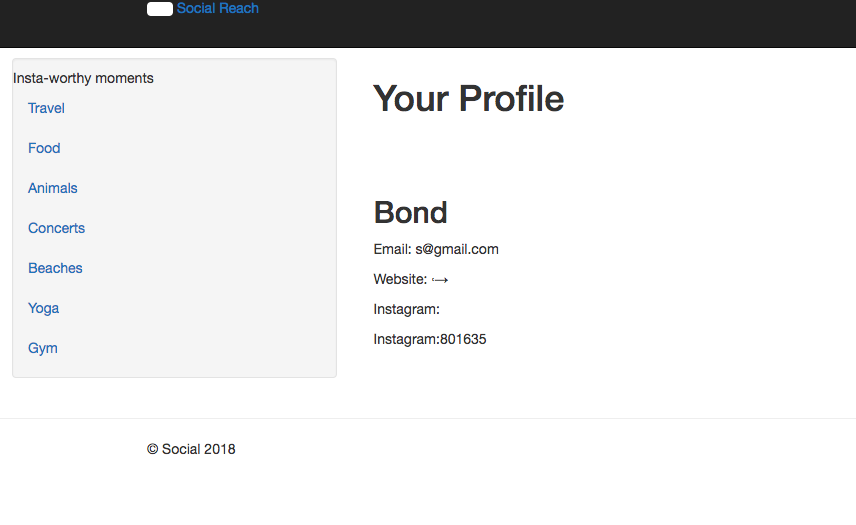 Social Reach
Insta-worthy moments
Travel
Food
Animals
Concerts
Beaches
Yoga
Gym
Your Profile
Bond
Email: s@gmail.com
Website:
Instagram:
Instagram:801635
© Social 2018